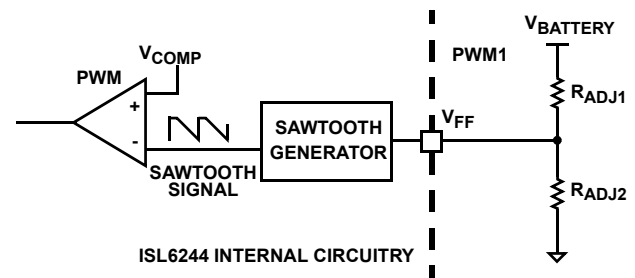 VBATTERY
PWM1
VCOMP
PWM
RADJ1
+
VFF
SAWTOOTH
GENERATOR
-
SAWTOOTH
SIGNAL
RADJ2
ISL6244 INTERNAL CIRCUITRY